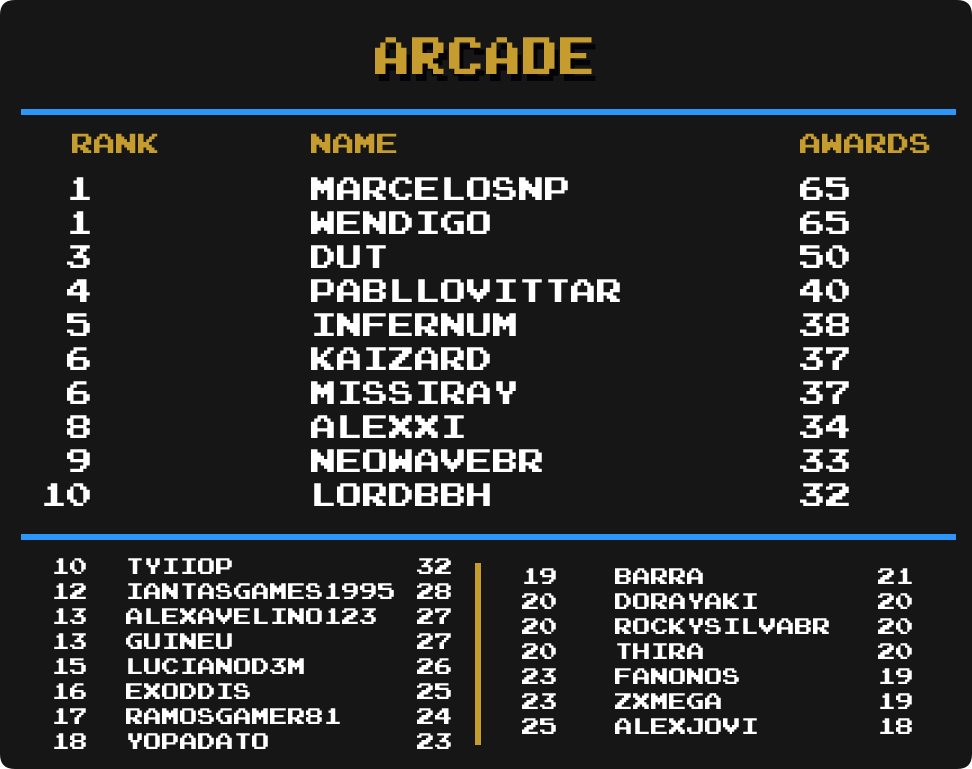 ARCADE
RANK NAME AWARDS
1 MARCELOSNP 65
1 WENDIGO 65
3 DUT 50
4 PABLLOVITTAR 40
5 INFERNUM 38
6 KAIZARD 37
6 MISSIRAY 37
8 ALEXXI 34
9 NEOWAVEBR 33
10 LORDBBH 32
10 TYIIOP 32
12 IANTASGAMES1995 28
13 ALEXAVELINO123 27
13 GUINEU 27
15 LUCIANOD3M 26
16 EXODDIS 25
17 RAMOSGAMER81 24
18 YOPADATO 23
19 BARRA 21
20 DORAYAKI 20
20 ROCKYSILVABR 20
20 THIRA 20
23 FANONOS 19
23 ZXMEGA 19
25 ALEXJOVI 18